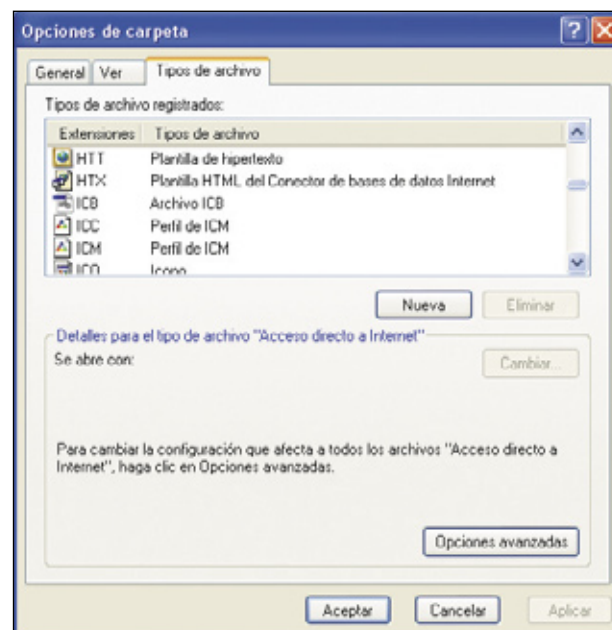 Opciones de carpeta
General Ver Tipos de archivo
Tipos de archivo registrados:
Extensiones Tipos de archivo
HTT Plantilla de hipertexto
HTX Plantilla HTML del Conector de bases de datos Internet
ICB Archivo ICB
ICC Perfil de ICM
ICM Perfil de ICM
ICO Icono
Nueva Eliminar
Detalles para el tipo de archivo "Acceso directo a Internet"
Se abre con: Cambiar...
Para cambiar la configuración que afecta a todos los archivos "Acceso directo a
Internet", haga clic en Opciones avanzadas.
Opciones avanzadas
Aceptar Cancelar Aplicar